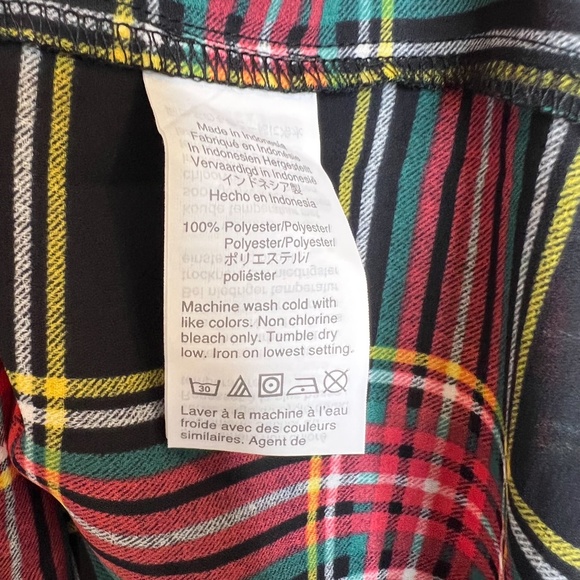 Made in Indonesia
Fabriqué en Indonésie
In Indonesien Hergestellt
Vervaardigd in Indonesië
インドネシア製
Hecho en Indonesia
100% Polyester/Polyester/
Polyester/Polyester/
ポリエステル/
poliéster
Machine wash cold with
like colors. Non chlorine
bleach only. Tumble dry
low. Iron on lowest setting.
30
Laver à la machine à l'eau
froide avec des couleurs
similaires. Agent de